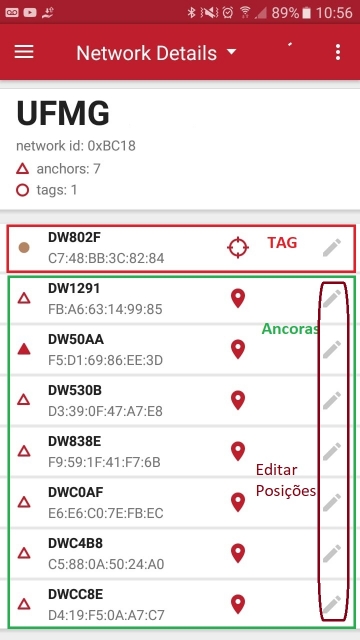 89% 10:56
Network Details
UFMG
network id: 0xBC18
anchors: 7
tags: 1
DW802F
C7:48:BB:3C:82:84
TAG
DW1291
FB:A6:63:14:99:85
Ancoras
DW50AA
F5:D1:69:86:EE:3D
DW530B
D3:39:0F:47:A7:E8
DW838E
F9:59:1F:41:F7:6B
Editar
Posições
DWC0AF
E6:E6:C0:7E:FB:EC
DWC4B8
C5:88:0A:50:24:A0
DWCC8E
D4:19:F5:0A:A7:C7